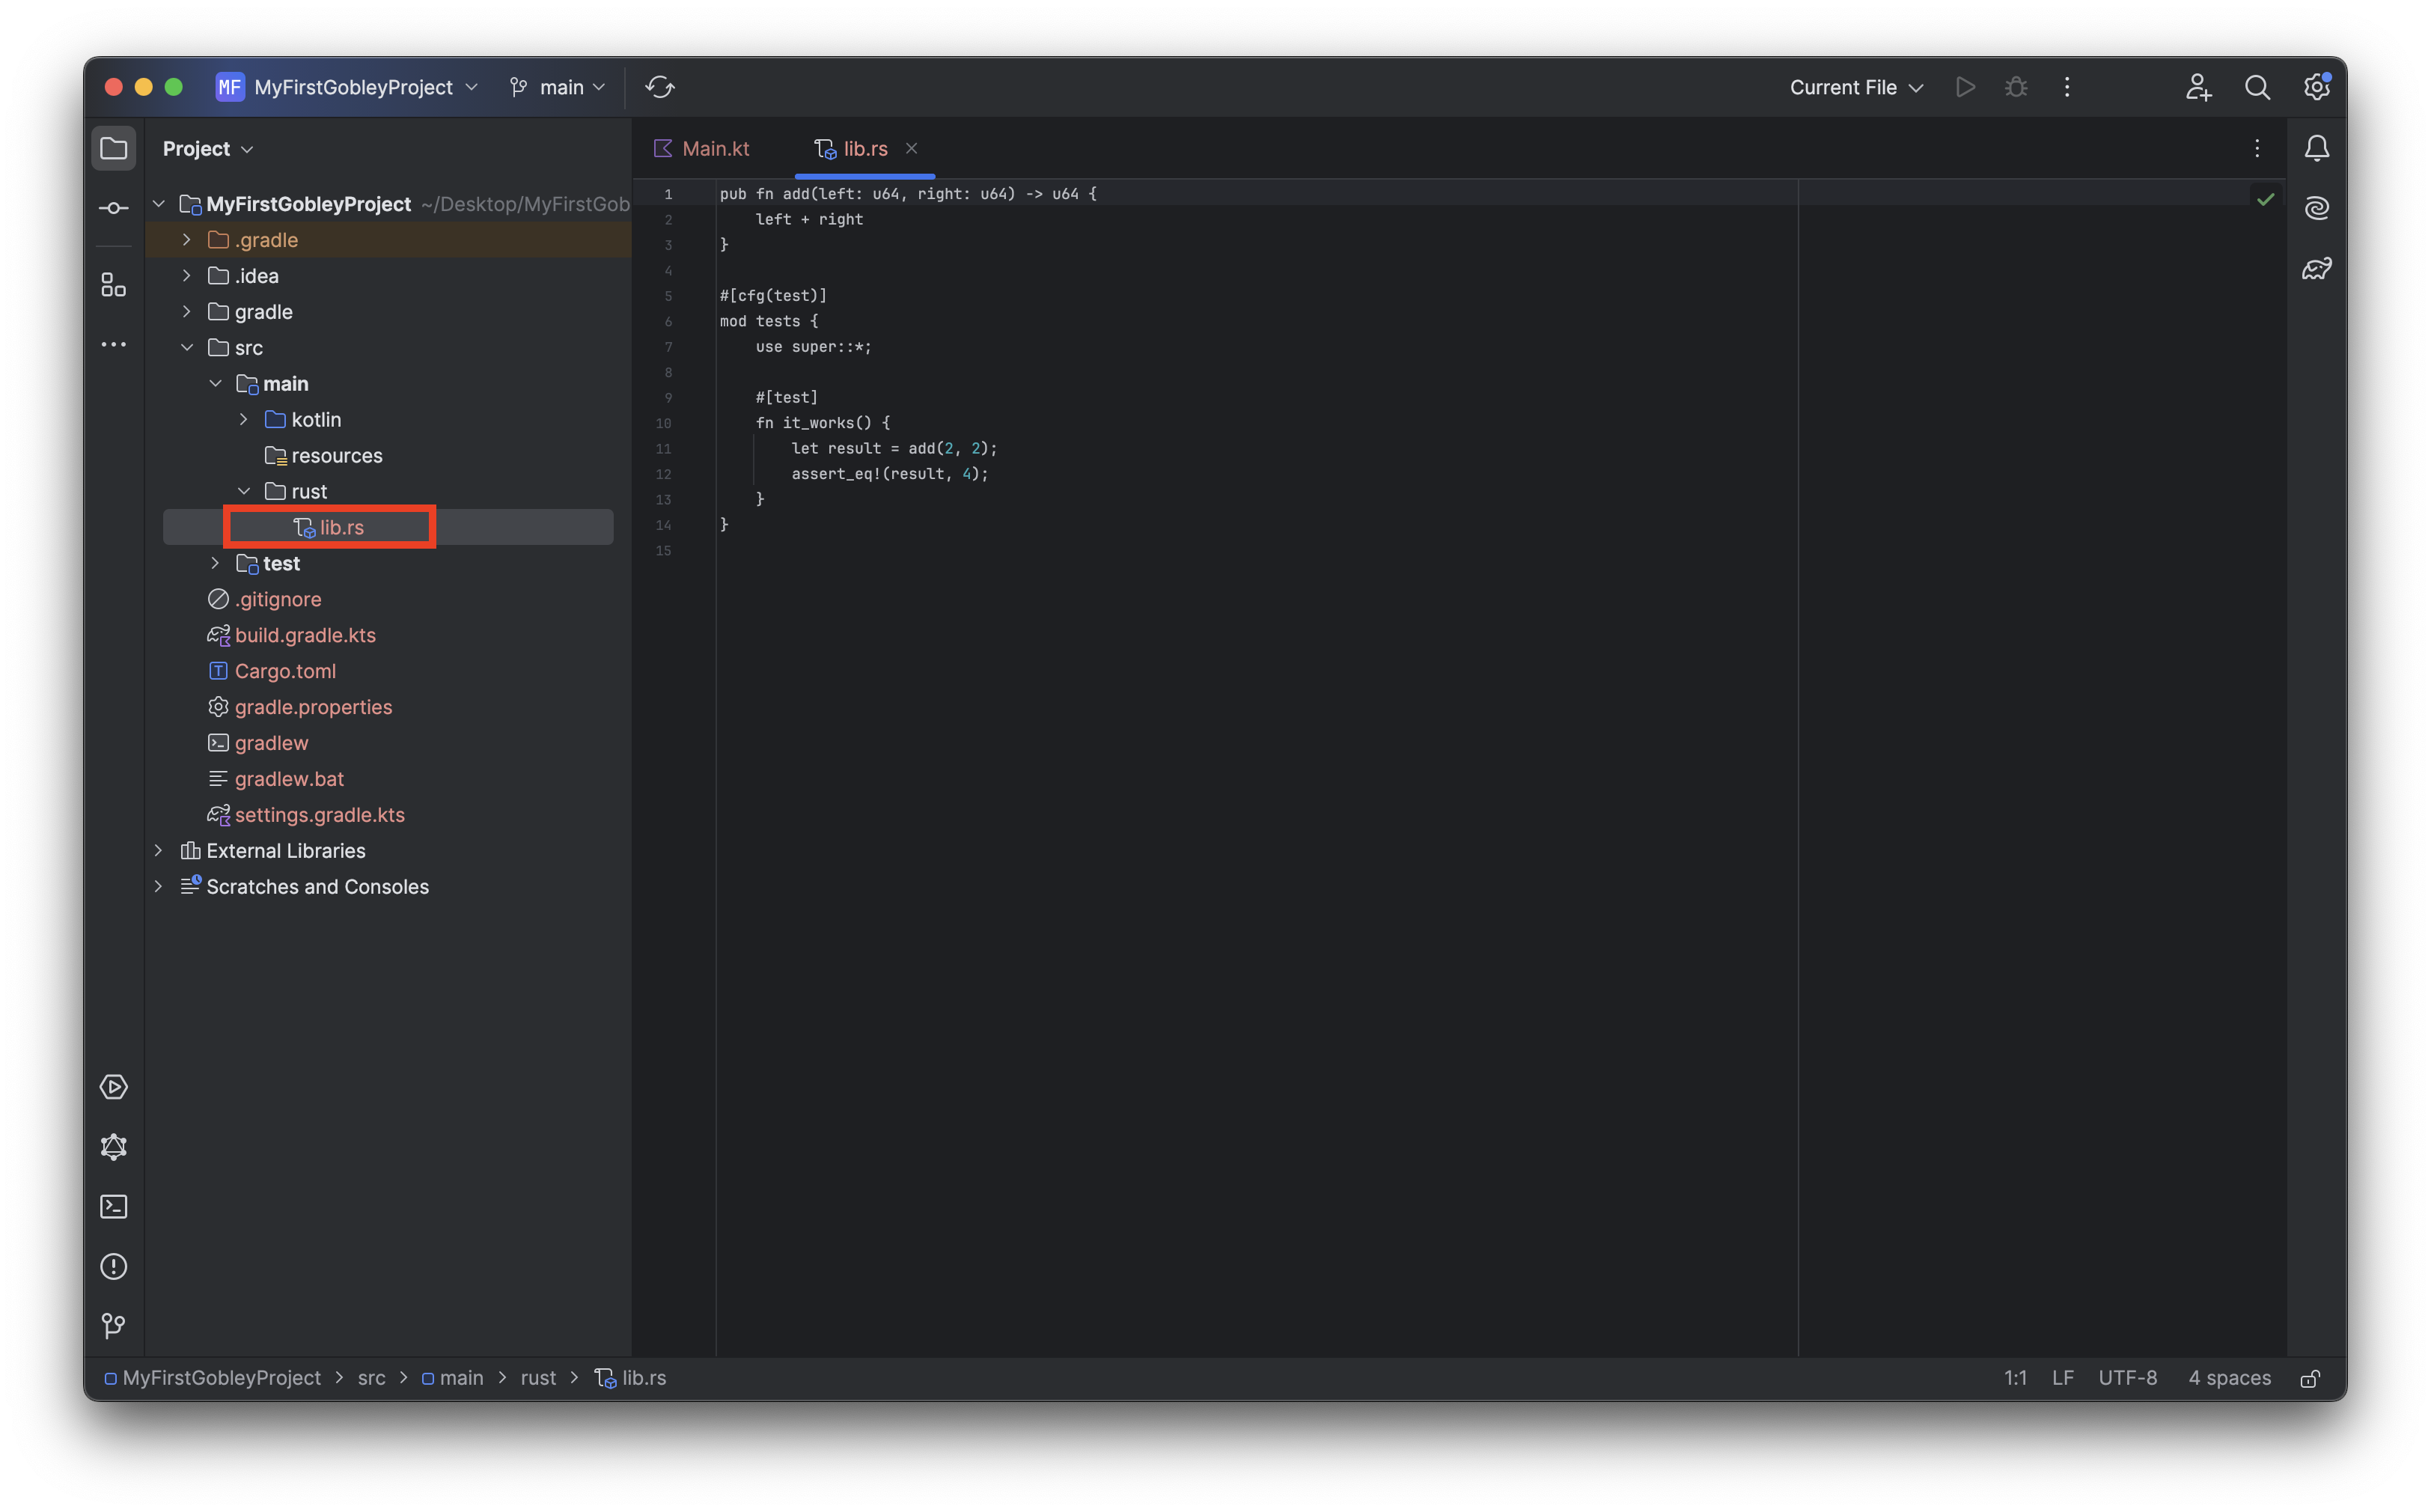 MF MyFirstGobleyProject main Current File
Project
Main.kt lib.rs
MyFirstGobleyProject ~/Desktop/MyFirstGob
.gradle
.idea
gradle
src
main
kotlin
resources
rust
lib.rs
test
.gitignore
build.gradle.kts
T Cargo.toml
gradle.properties
gradlew
gradlew.bat
settings.gradle.kts
External Libraries
Scratches and Consoles
1 pub fn add(left: u64, right: u64) -> u64 {
2     left + right
3 }
4
5 #[cfg(test)]
6 mod tests {
7     use super::*;
8
9     #[test]
10     fn it_works() {
11         let result = add(2, 2);
12         assert_eq!(result, 4);
13     }
14 }
15
MyFirstGobleyProject > src > main > rust > lib.rs 1:1 LF UTF-8 4 spaces